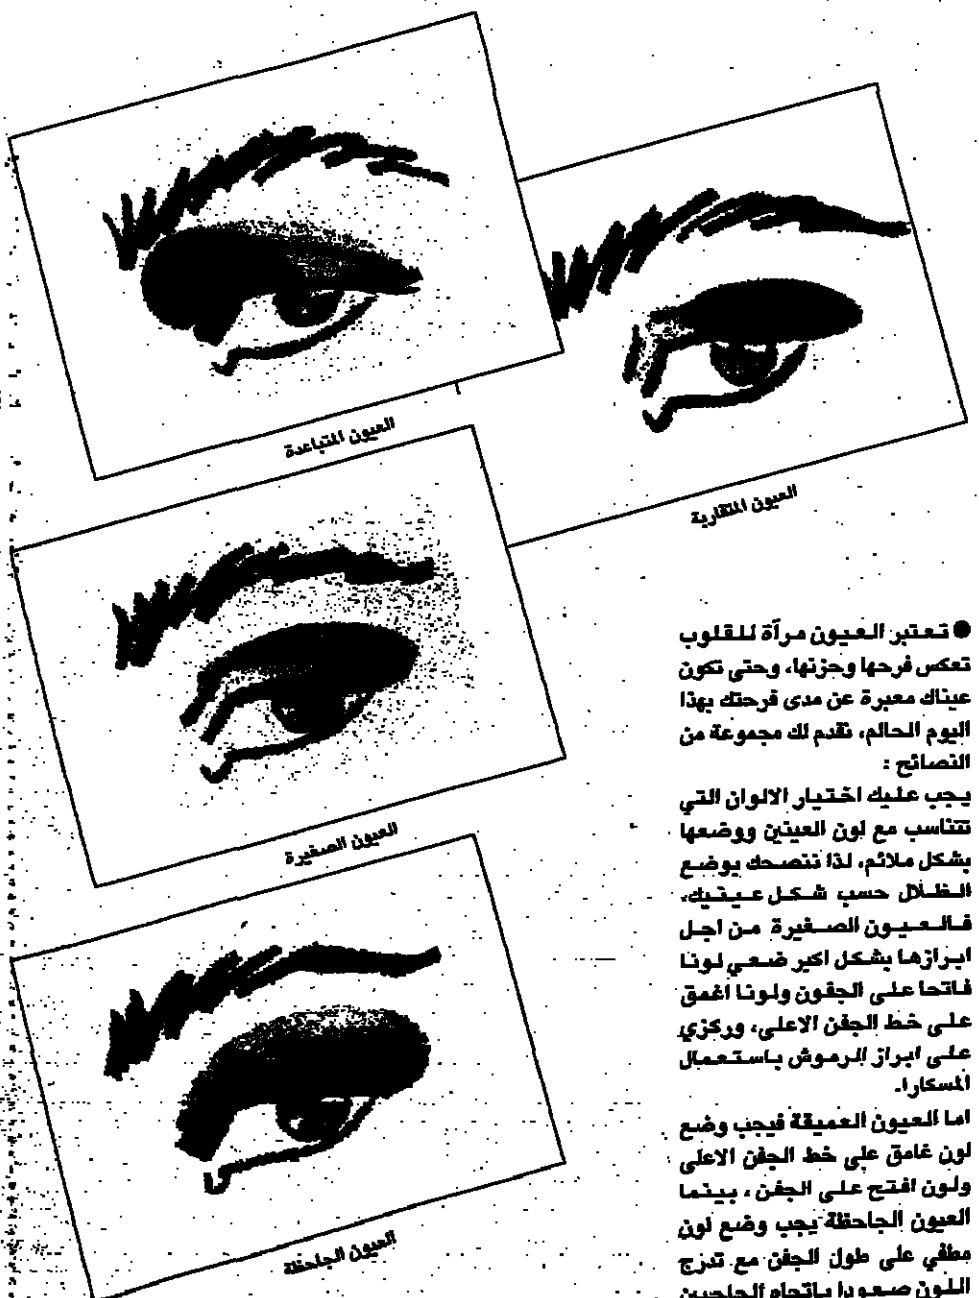 العيون المتباعدة
العيون المتقاربة
العيون الصغيرة
العيون الجاحظة
● تعتبر العيون مرآة للقلوب
تعكس فرحها وحزنها، وحتى تكون
عيناك معبرة عن مدى فرحتك بهذا
اليوم الحالم، نقدم لك مجموعة من
النصائح :
يجب عليك اختيار الالوان التي
تتناسب مع لون العينين ووضعها
بشكل ملائم، لذا ننصحك بوضع
الظلال حسب شكل عينيك،
فالعيون الصغيرة من اجل
ابرازها بشكل اكبر ضعي لونا
فاتحا على الجفون ولونا اغمق
على خط الجفن الاعلى، وركزي
على ابراز الرموش باستعمال
المسكارا.
اما العيون العميقة فيجب وضع
لون غامق على خط الجفن الاعلى
ولون افتح على الجفن ، بينما
العيون الجاحظة يجب وضع لون
مطفي على طول الجفن مع تدرج
اللون صعودا باتجاه الحاجبين